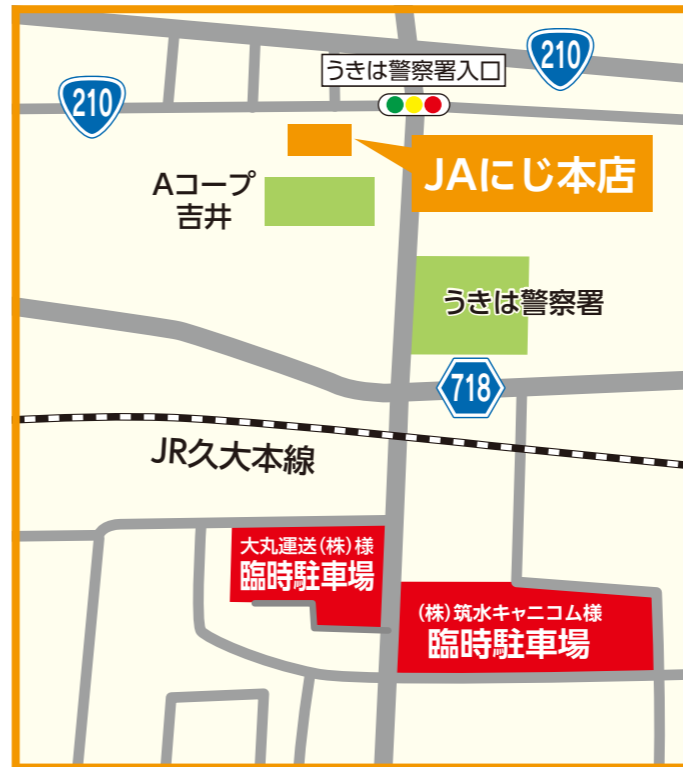 うきは警察署入口
210
210
JAにじ本店
Aコープ
吉井
うきは警察署
718
JR久大本線
大丸運送(株)様
臨時駐車場
(株)筑水キャニコム様
臨時駐車場